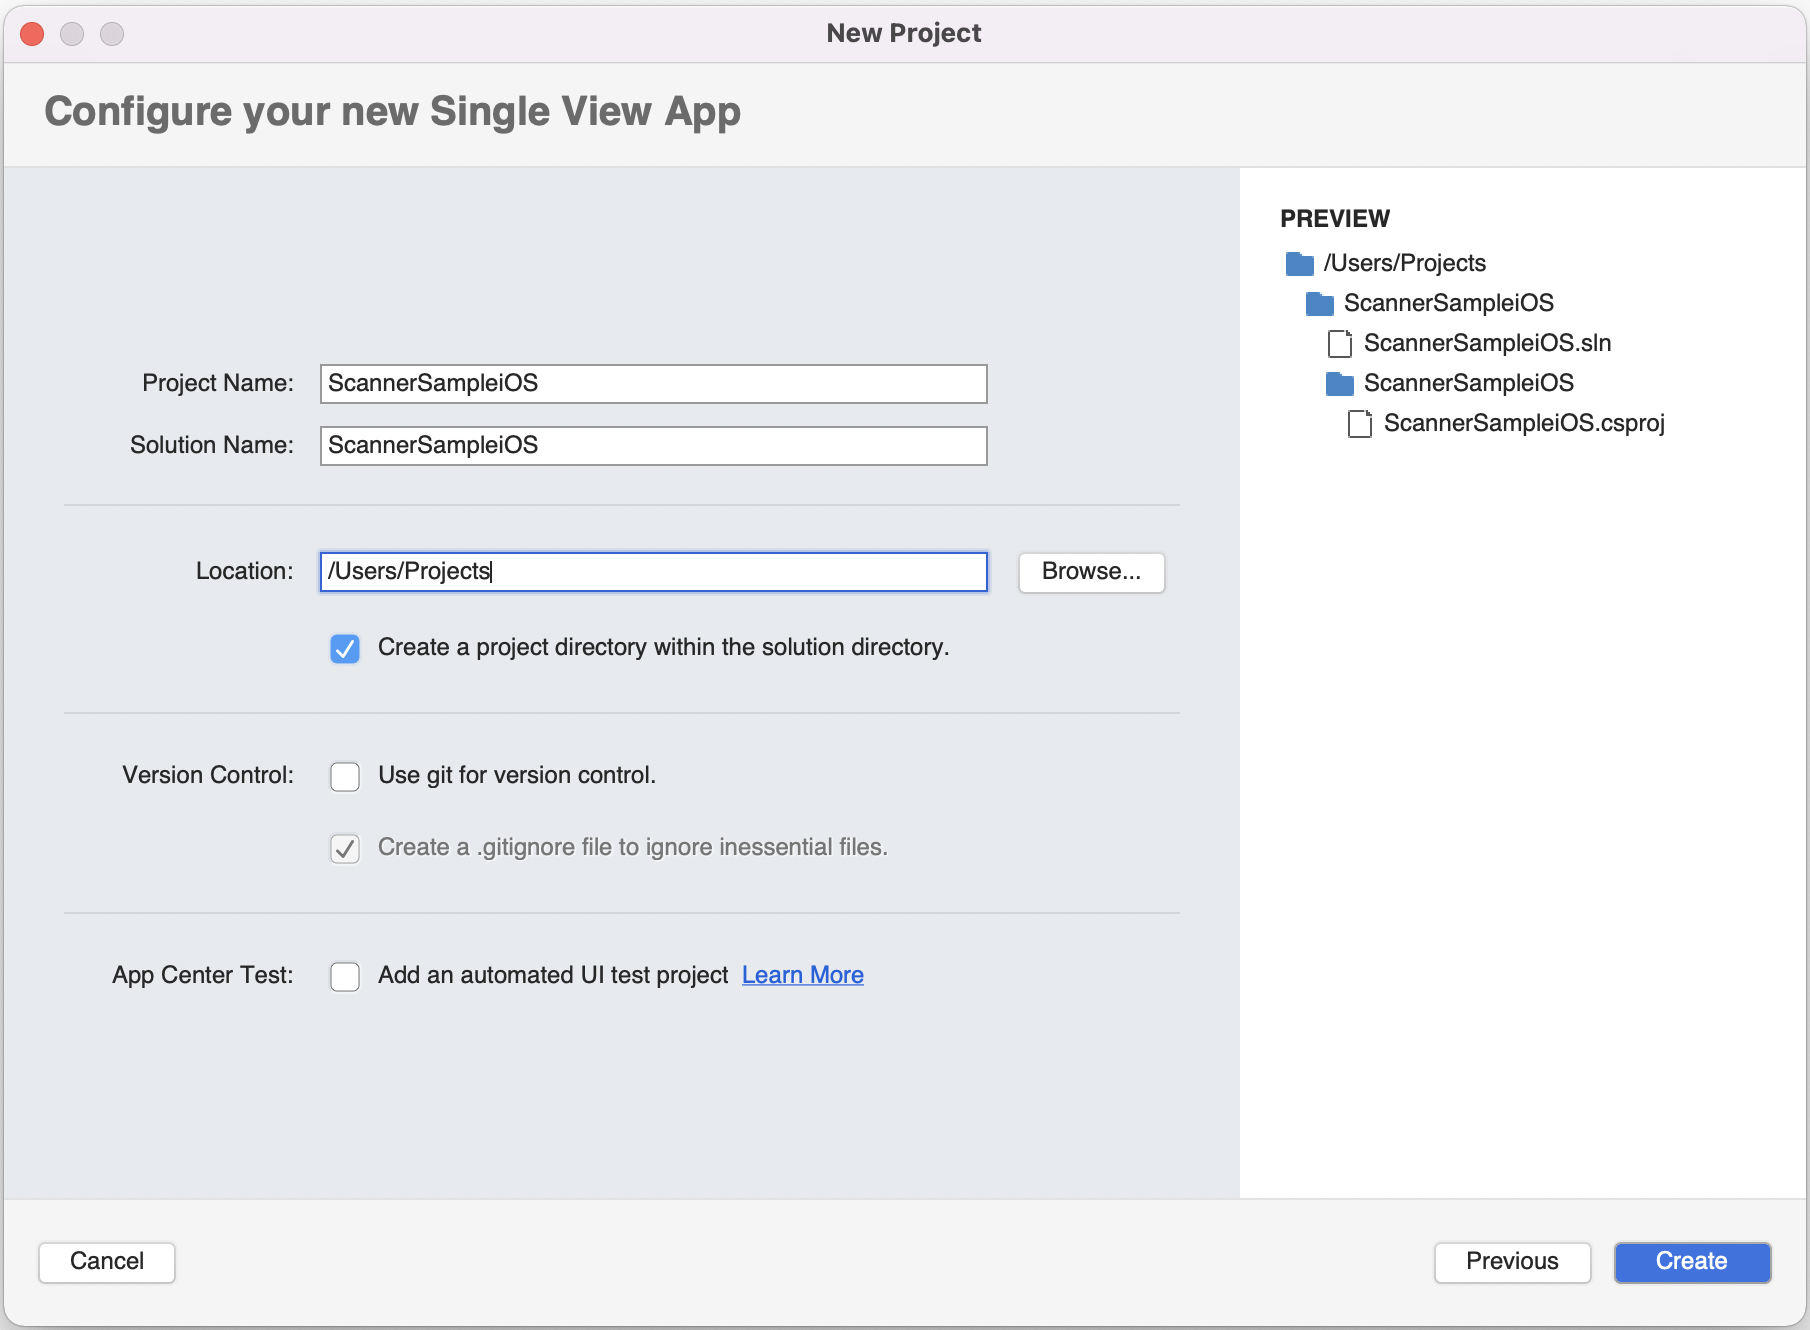 New Project
Configure your new Single View App
Project Name: ScannerSampleiOS
Solution Name: ScannerSampleiOS
Location: /Users/Projects Browse...
Create a project directory within the solution directory.
Version Control: Use git for version control.
Create a .gitignore file to ignore inessential files.
App Center Test: Add an automated UI test project Learn More
PREVIEW
/Users/Projects
ScannerSampleiOS
ScannerSampleiOS.sln
ScannerSampleiOS
ScannerSampleiOS.csproj
Cancel Previous Create